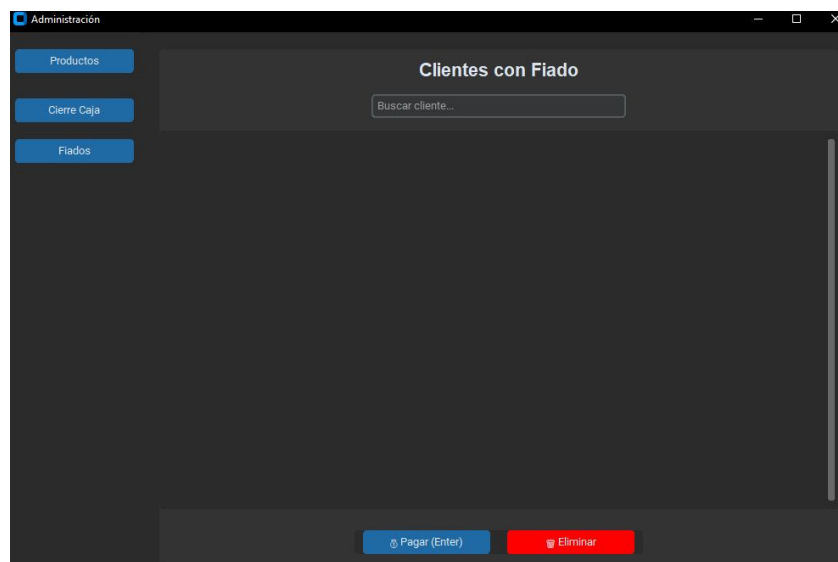 Administración
Productos
Cierre Caja
Fiados
Clientes con Fiado
Buscar cliente...
Pagar (Enter)
Eliminar